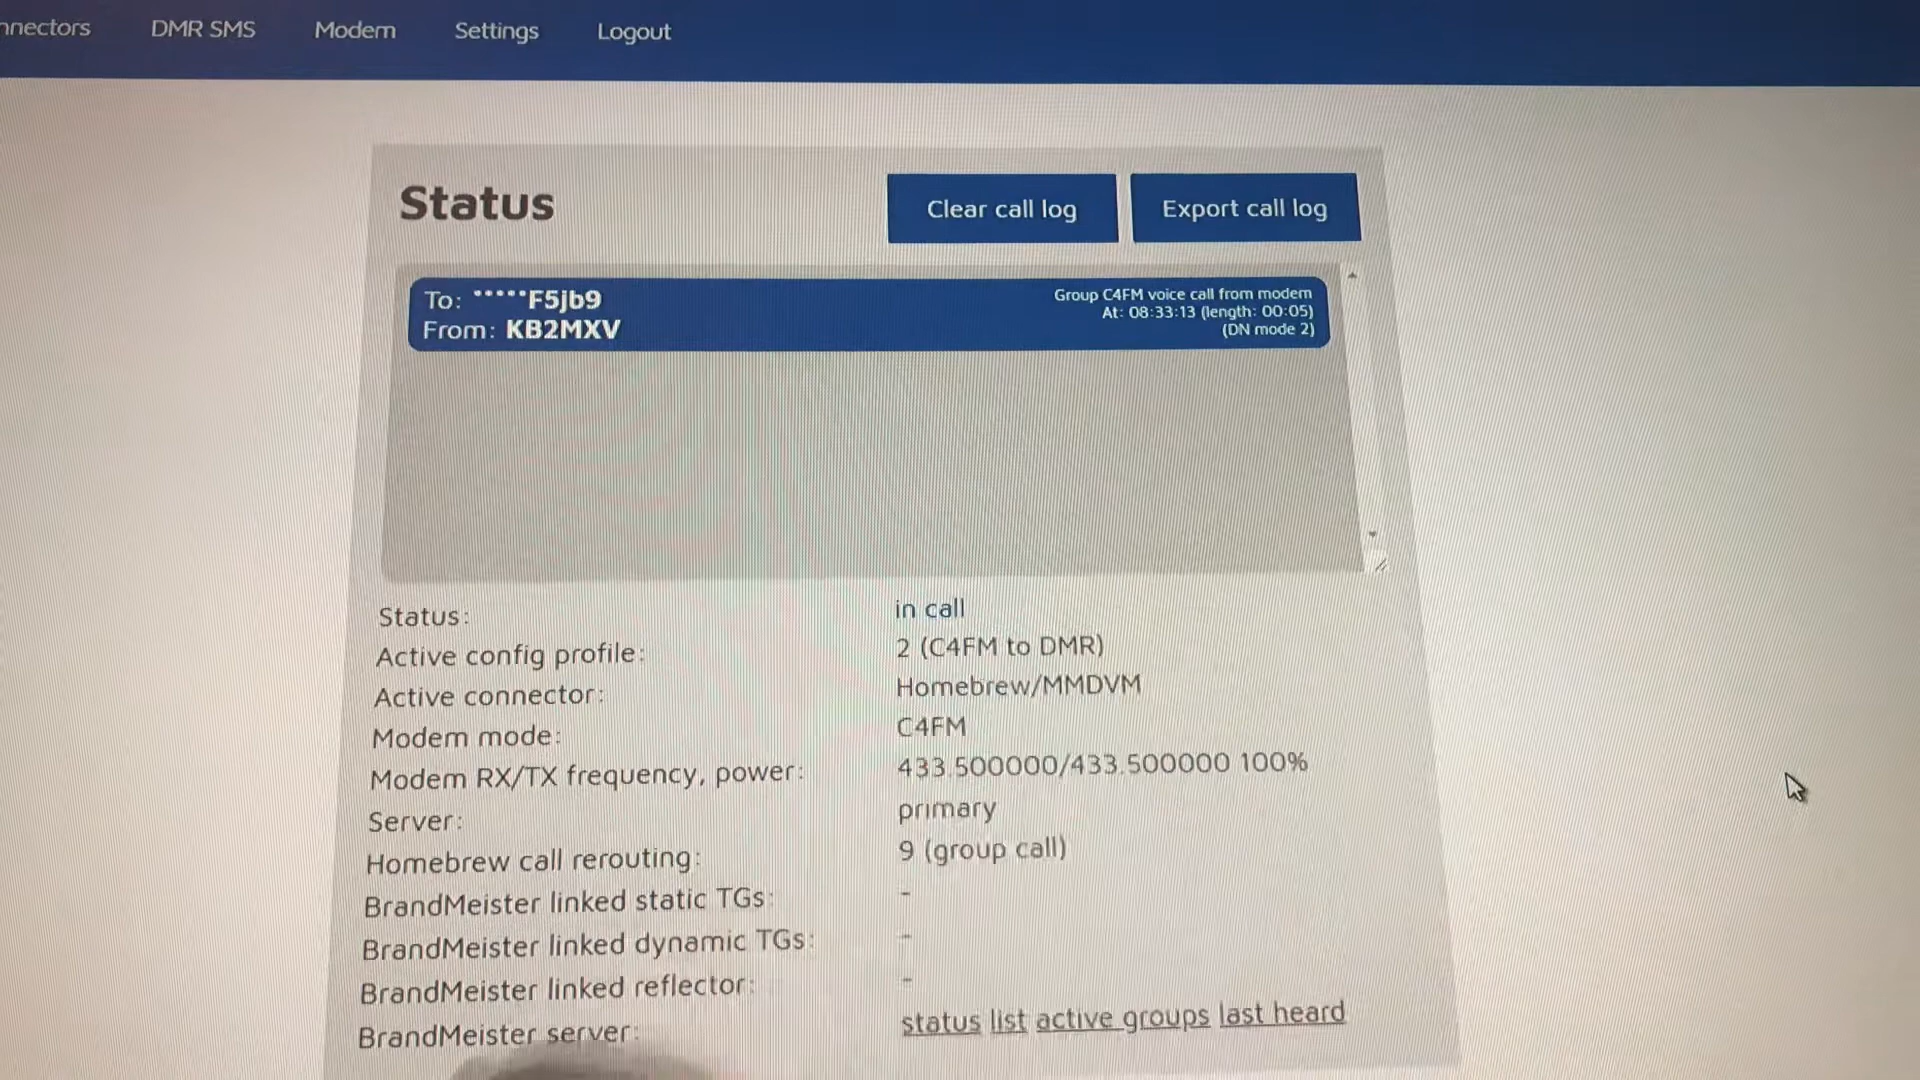 nnectors DMR SMS Modem Settings Logout
Status
Clear call log
Export call log
To: *****F5jb9
From: KB2MXV
Group C4FM voice call from modem
At: 08:33:13 (length: 00:05)
(DN mode 2)
Status: in call
Active config profile: 2 (C4FM to DMR)
Active connector: Homebrew/MMDVM
Modem mode: C4FM
Modem RX/TX frequency, power: 433.500000/433.500000 100%
Server: primary
Homebrew call rerouting: 9 (group call)
BrandMeister linked static TGs: -
BrandMeister linked dynamic TGs: -
BrandMeister linked reflector: -
BrandMeister server: status list active groups last heard